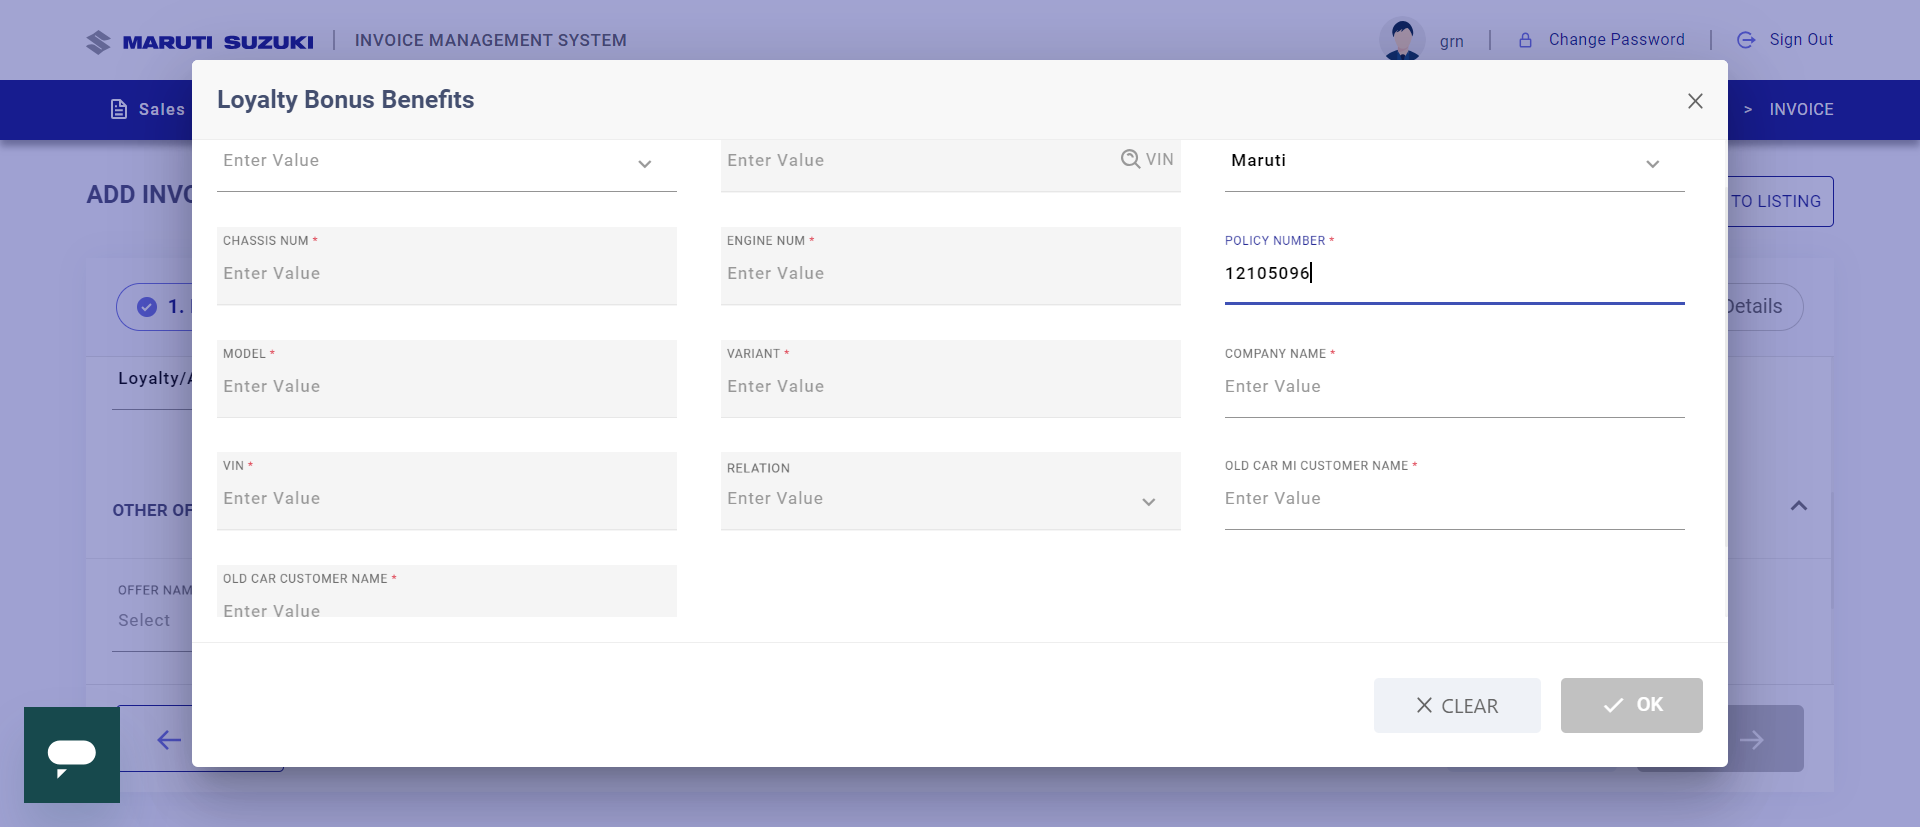 MARUTI SUZUKI
INVOICE MANAGEMENT SYSTEM
grn
Change Password
Sign Out
Sales
> INVOICE
Loyalty Bonus Benefits
ADD INVO
TO LISTING
Enter Value
Enter Value
VIN
Maruti
CHASSIS NUM *
Enter Value
ENGINE NUM *
Enter Value
POLICY NUMBER *
12105096
1.
Details
MODEL *
Enter Value
VARIANT *
Enter Value
COMPANY NAME *
Enter Value
Loyalty/A
VIN *
Enter Value
RELATION
Enter Value
OLD CAR MI CUSTOMER NAME *
Enter Value
OTHER OF
OLD CAR CUSTOMER NAME *
Enter Value
OFFER NAM
Select
CLEAR
OK